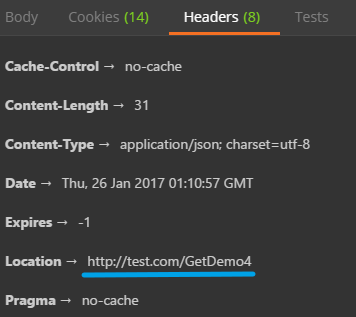 Body Cookies (14) Headers (8) Tests
Cache-Control → no-cache
Content-Length → 31
Content-Type → application/json; charset=utf-8
Date → Thu, 26 Jan 2017 01:10:57 GMT
Expires → -1
Location → http://test.com/GetDemo4
Pragma → no-cache